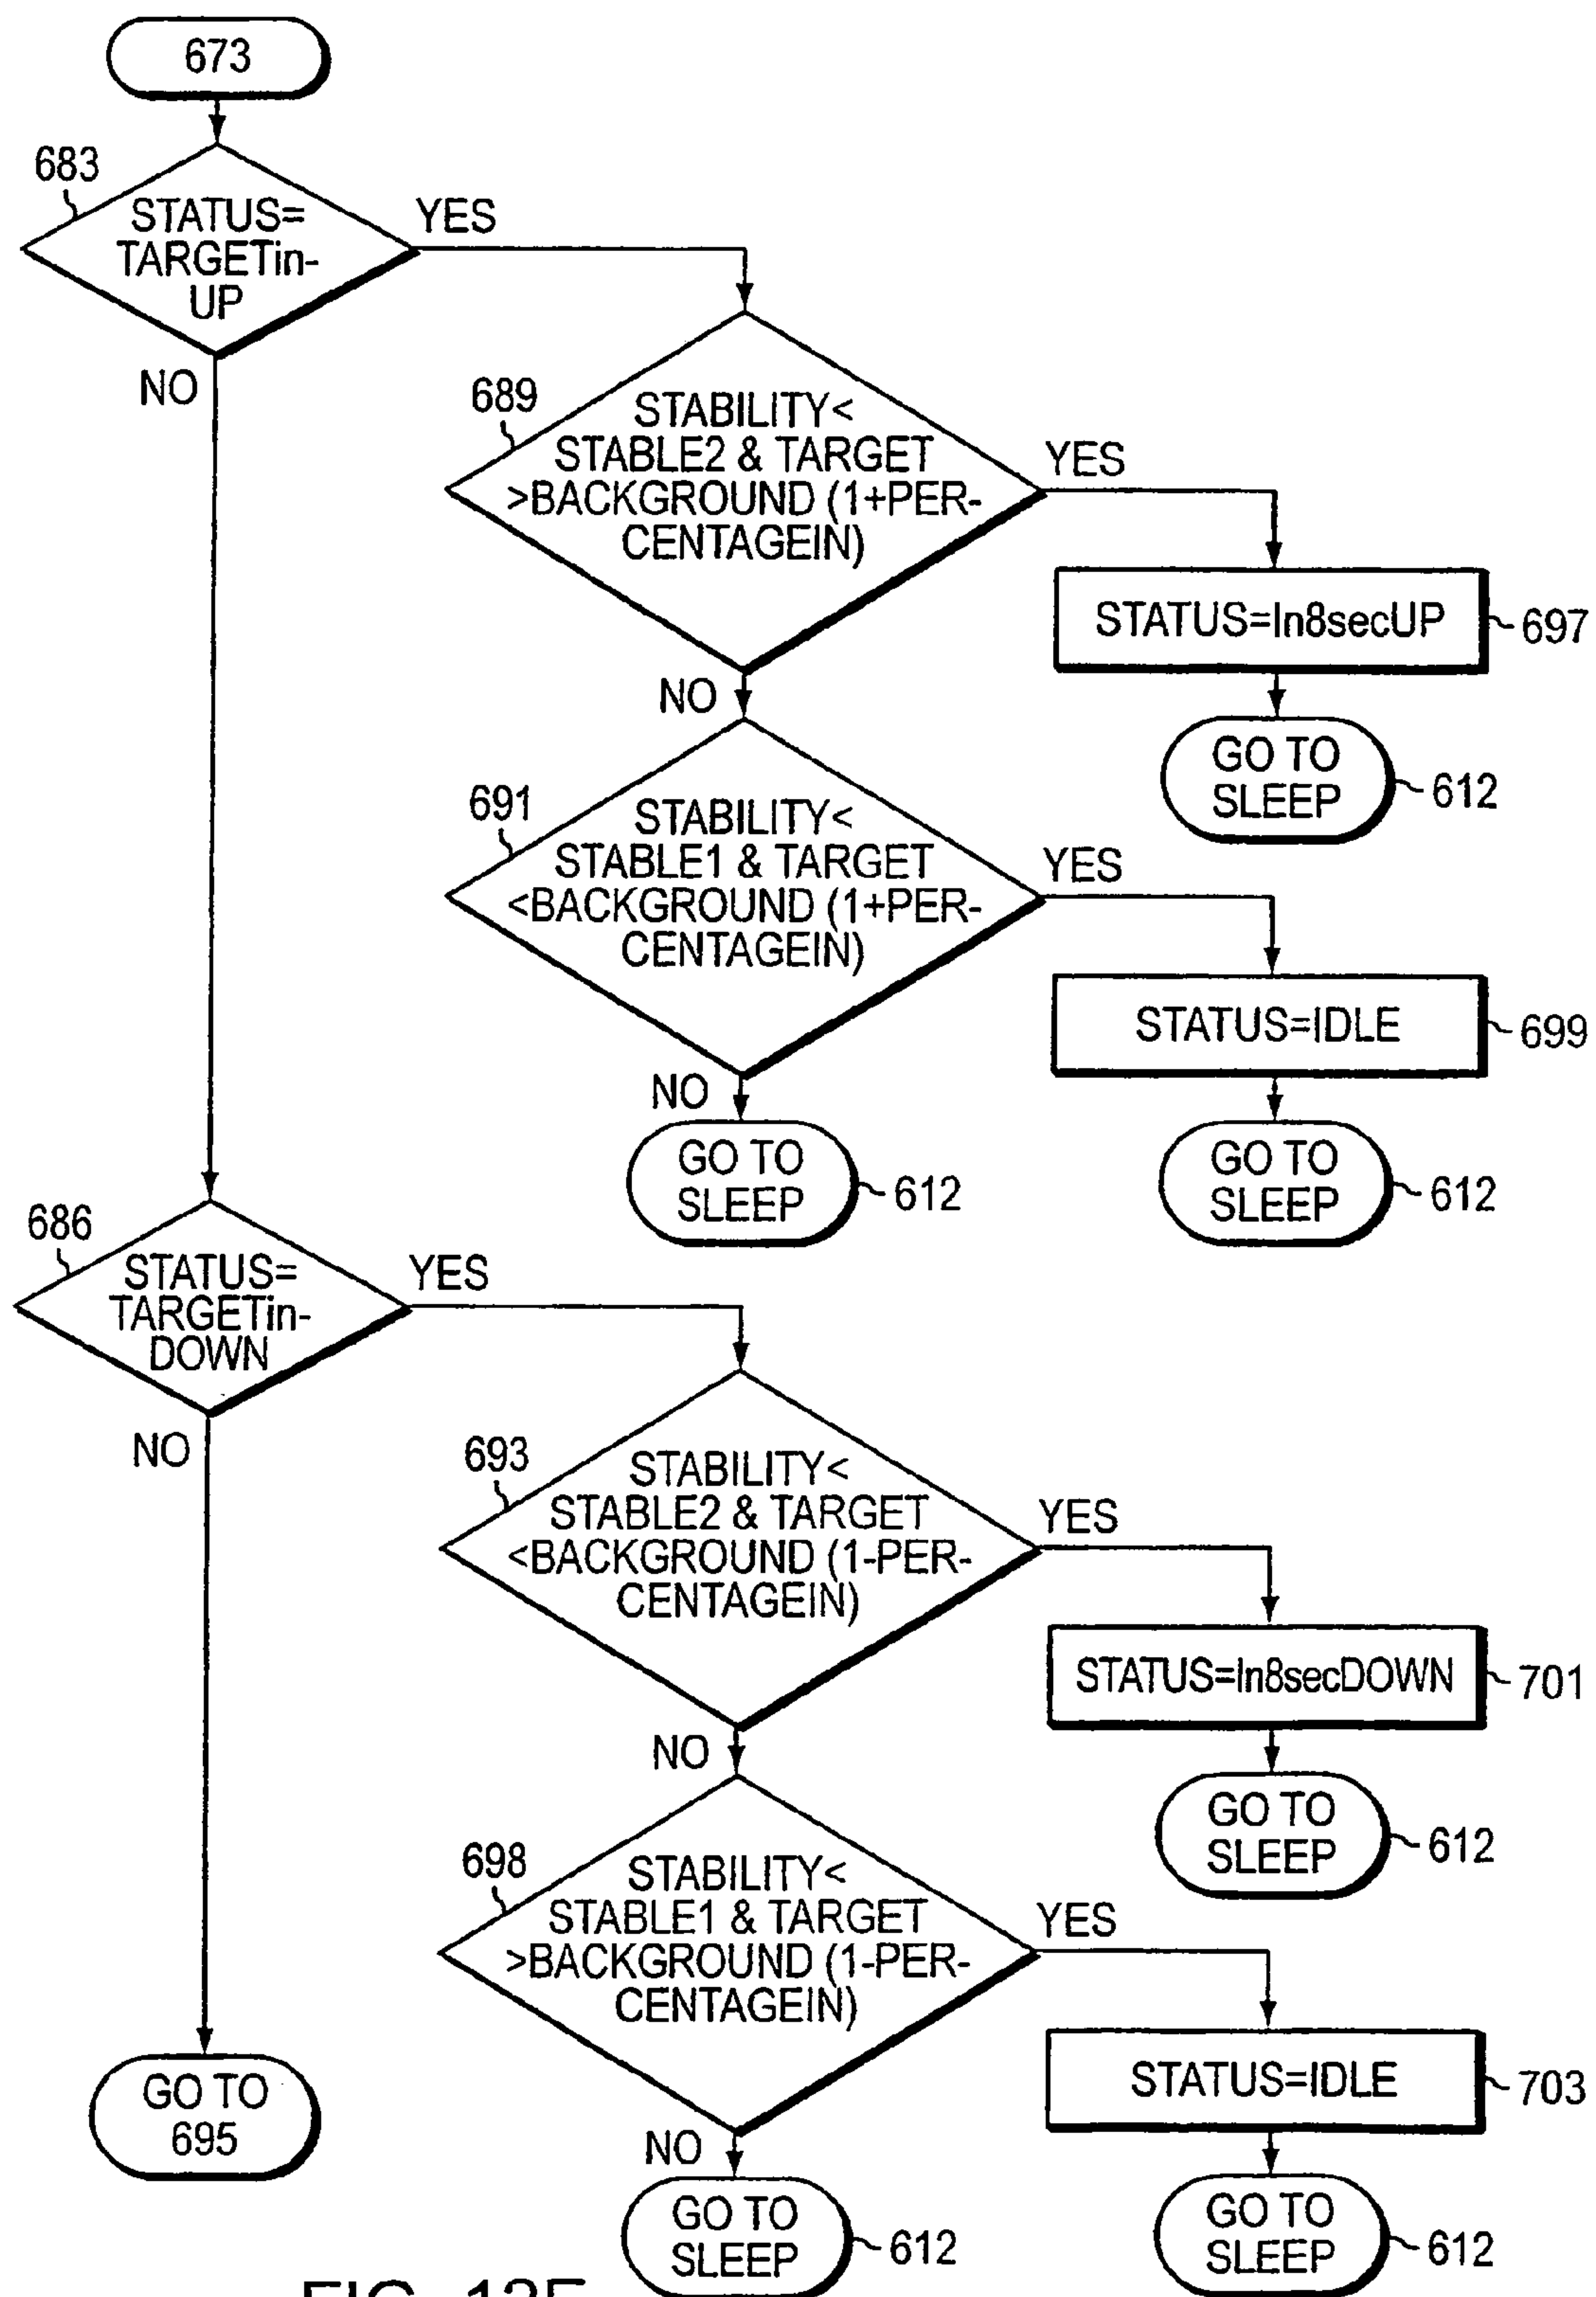 673
683
STATUS=
TARGETin-
UP
YES
NO
689
STABILITY<
STABLE2 & TARGET
>BACKGROUND (1+PER-
CENTAGEIN)
YES
STATUS=In8secUP
697
NO
GO TO
SLEEP
612
691
STABILITY<
STABLE1 & TARGET
<BACKGROUND (1+PER-
CENTAGEIN)
YES
STATUS=IDLE
699
NO
GO TO
SLEEP
612
GO TO
SLEEP
612
686
STATUS=
TARGETin-
DOWN
YES
NO
693
STABILITY<
STABLE2 & TARGET
<BACKGROUND (1-PER-
CENTAGEIN)
YES
STATUS=In8secDOWN
701
NO
GO TO
SLEEP
612
698
STABILITY<
STABLE1 & TARGET
>BACKGROUND (1-PER-
CENTAGEIN)
YES
STATUS=IDLE
703
GO TO
695
NO
GO TO
SLEEP
612
GO TO
SLEEP
612
FIG.